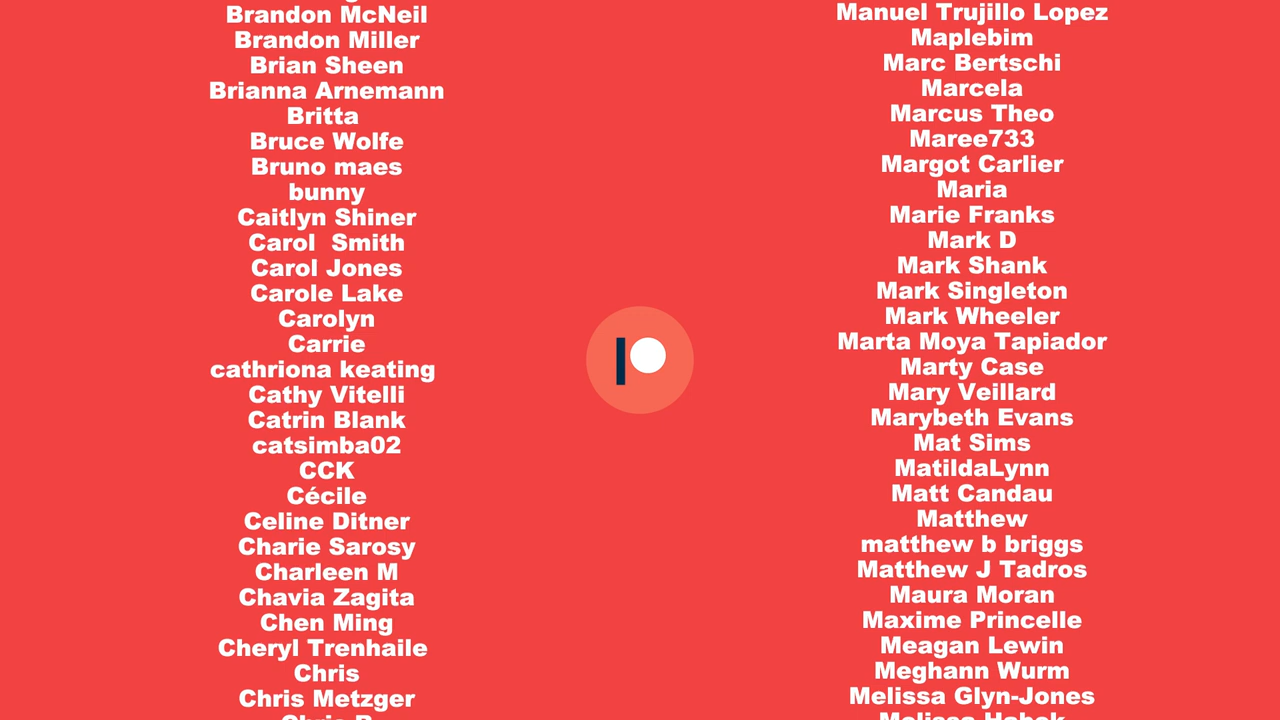 Brandon McNeil
Brandon Miller
Brian Sheen
Brianna Arnemann
Britta
Bruce Wolfe
Bruno maes
bunny
Caitlyn Shiner
Carol  Smith
Carol Jones
Carole Lake
Carolyn
Carrie
cathriona keating
Cathy Vitelli
Catrin Blank
catsimba02
CCK
Cécile
Celine Ditner
Charie Sarosy
Charleen M
Chavia Zagita
Chen Ming
Cheryl Trenhaile
Chris
Chris Metzger
Manuel Trujillo Lopez
Maplebim
Marc Bertschi
Marcela
Marcus Theo
Maree733
Margot Carlier
Maria
Marie Franks
Mark D
Mark Shank
Mark Singleton
Mark Wheeler
Marta Moya Tapiador
Marty Case
Mary Veillard
Marybeth Evans
Mat Sims
MatildaLynn
Matt Candau
Matthew
matthew b briggs
Matthew J Tadros
Maura Moran
Maxime Princelle
Meagan Lewin
Meghann Wurm
Melissa Glyn-Jones